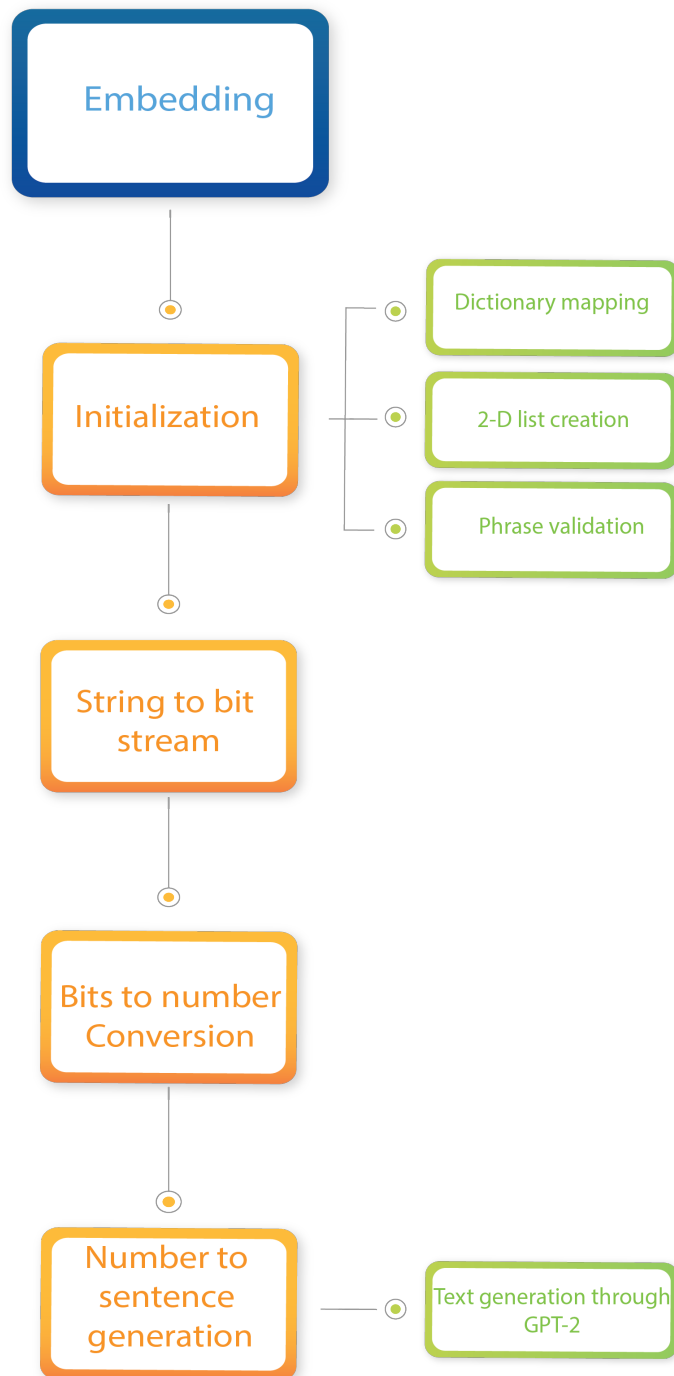 Embedding
Initialization
Dictionary mapping
2-D list creation
Phrase validation
String to bit
stream
Bits to number
Conversion
Number to
sentence
generation
Text generation through
GPT-2